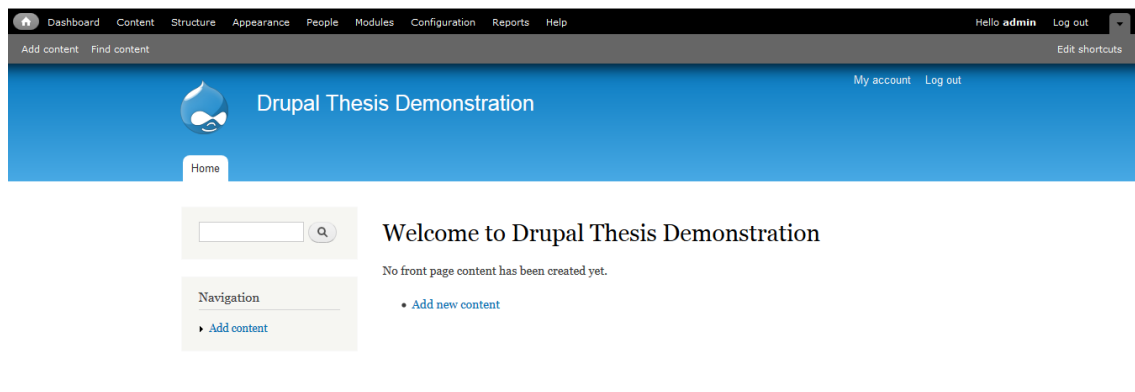 Dashboard Content Structure Appearance People Modules Configuration Reports Help Hello admin Log out
Add content Find content Edit shortcuts
My account Log out
Drupal Thesis Demonstration
Home
Welcome to Drupal Thesis Demonstration
No front page content has been created yet.
Add new content
Navigation
Add content